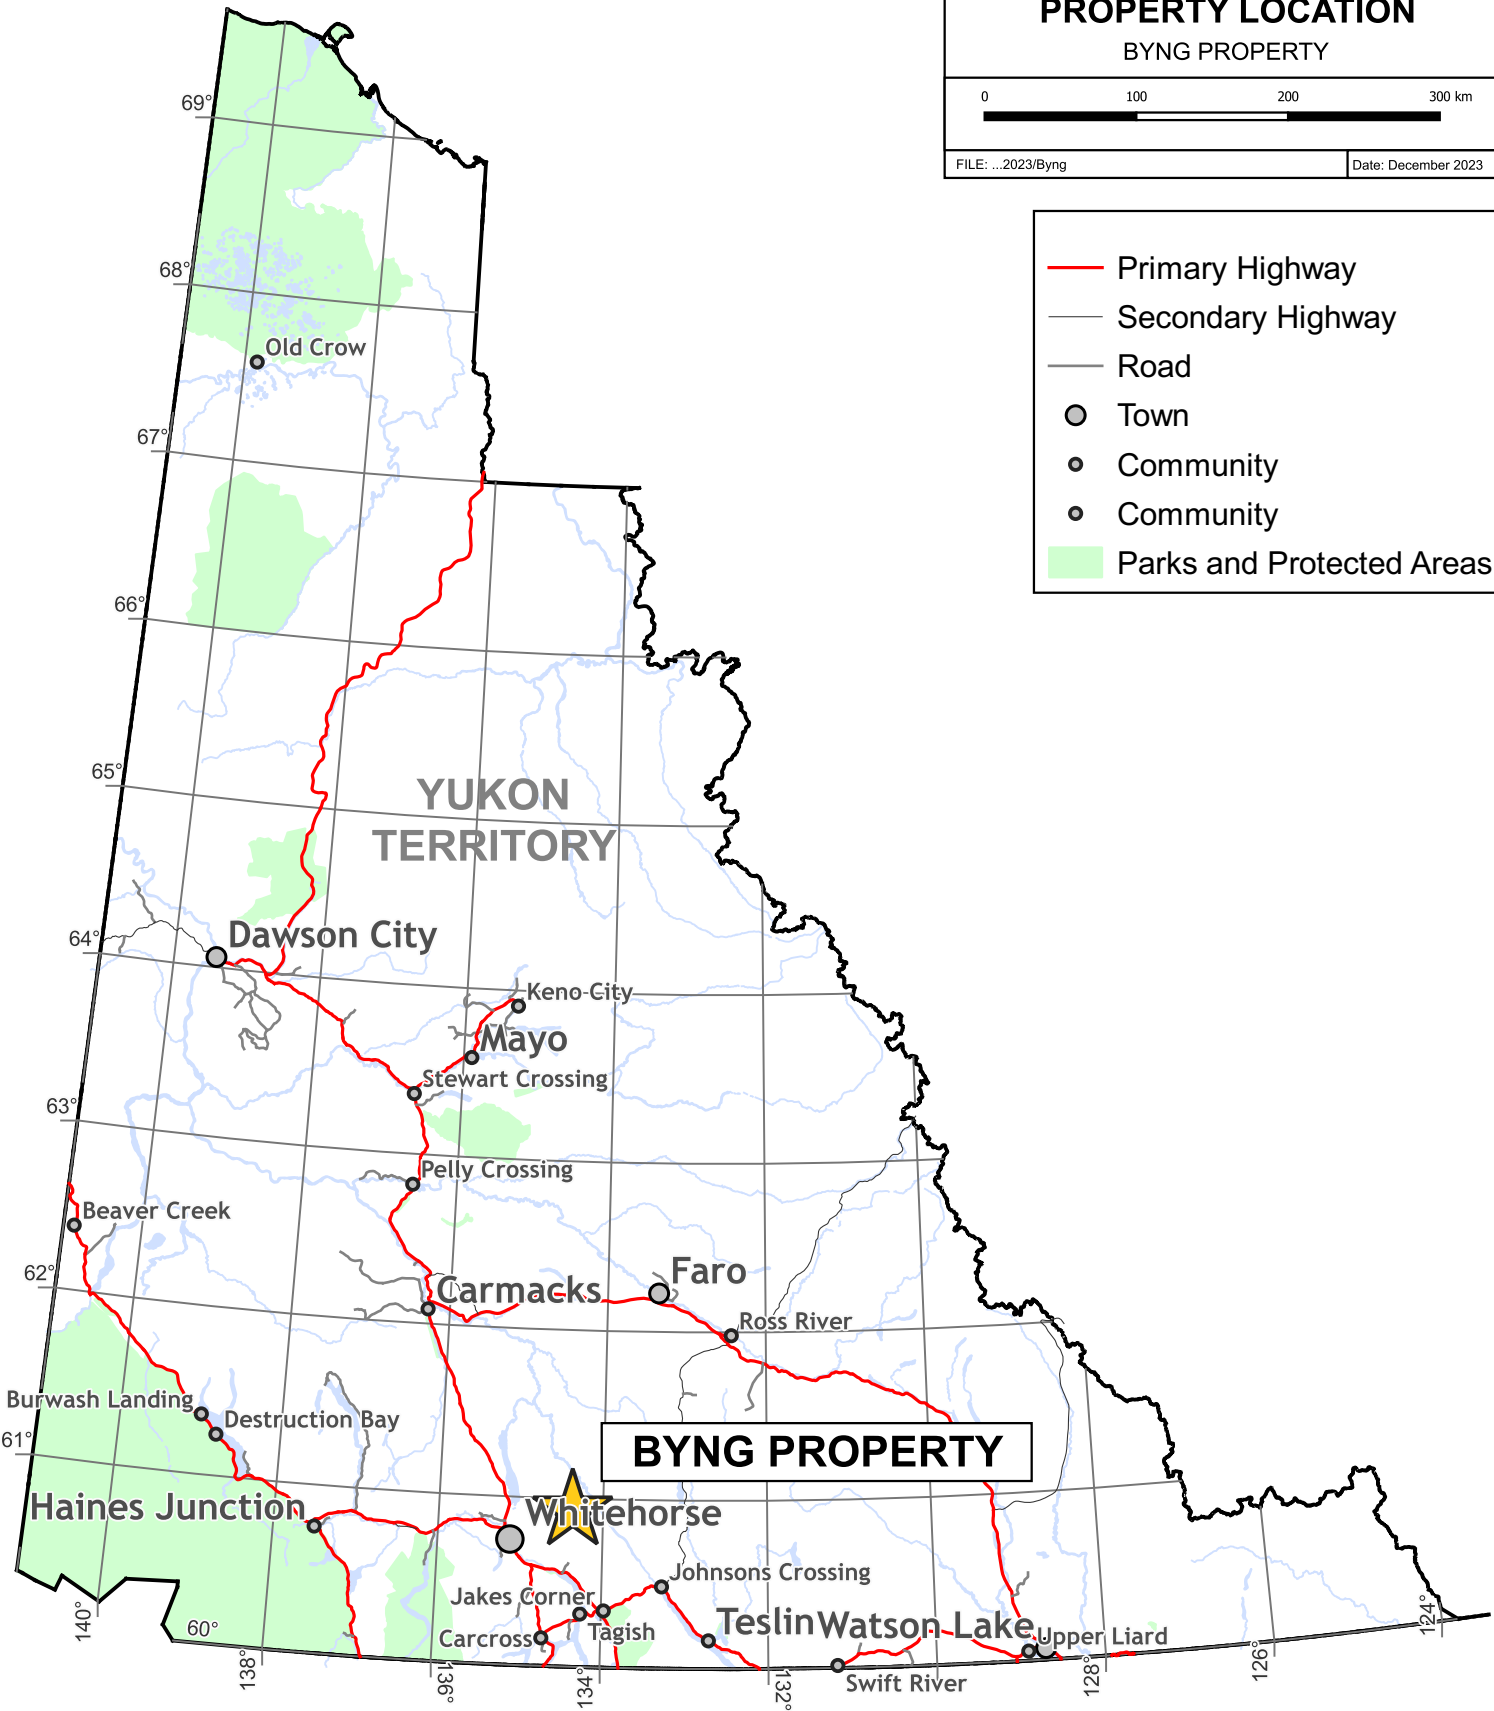 PROPERTY LOCATION
BYNG PROPERTY
0 100 200 300 km
FILE: ...2023/Byng
Date: December 2023
Primary Highway
Secondary Highway
Road
Town
Community
Community
Parks and Protected Areas
69°
68°
Old Crow
67°
66°
65°
YUKON
TERRITORY
Dawson City
64°
Keno City
Mayo
Stewart Crossing
63°
Pelly Crossing
Beaver Creek
62°
Carmacks
Faro
Ross River
Burwash Landing
Destruction Bay
61°
BYNG PROPERTY
Haines Junction
Whitehorse
Johnsons Crossing
Jakes Corner
Tagish
Carcross
Teslin
Watson Lake
Upper Liard
Swift River
60°
140°
138°
136°
134°
132°
128°
126°
124°